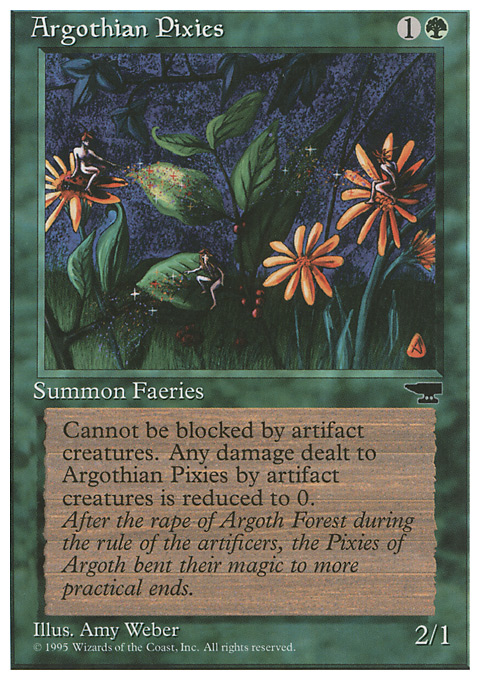 Argothian Pixies 1
Summon Faeries
Cannot be blocked by artifact
creatures. Any damage dealt to
Argothian Pixies by artifact
creatures is reduced to 0.
After the rape of Argoth Forest during
the rule of the artificers, the Pixies of
Argoth bent their magic to more
practical ends.
Illus. Amy Weber
© 1995 Wizards of the Coast, Inc. All rights reserved.
2/1